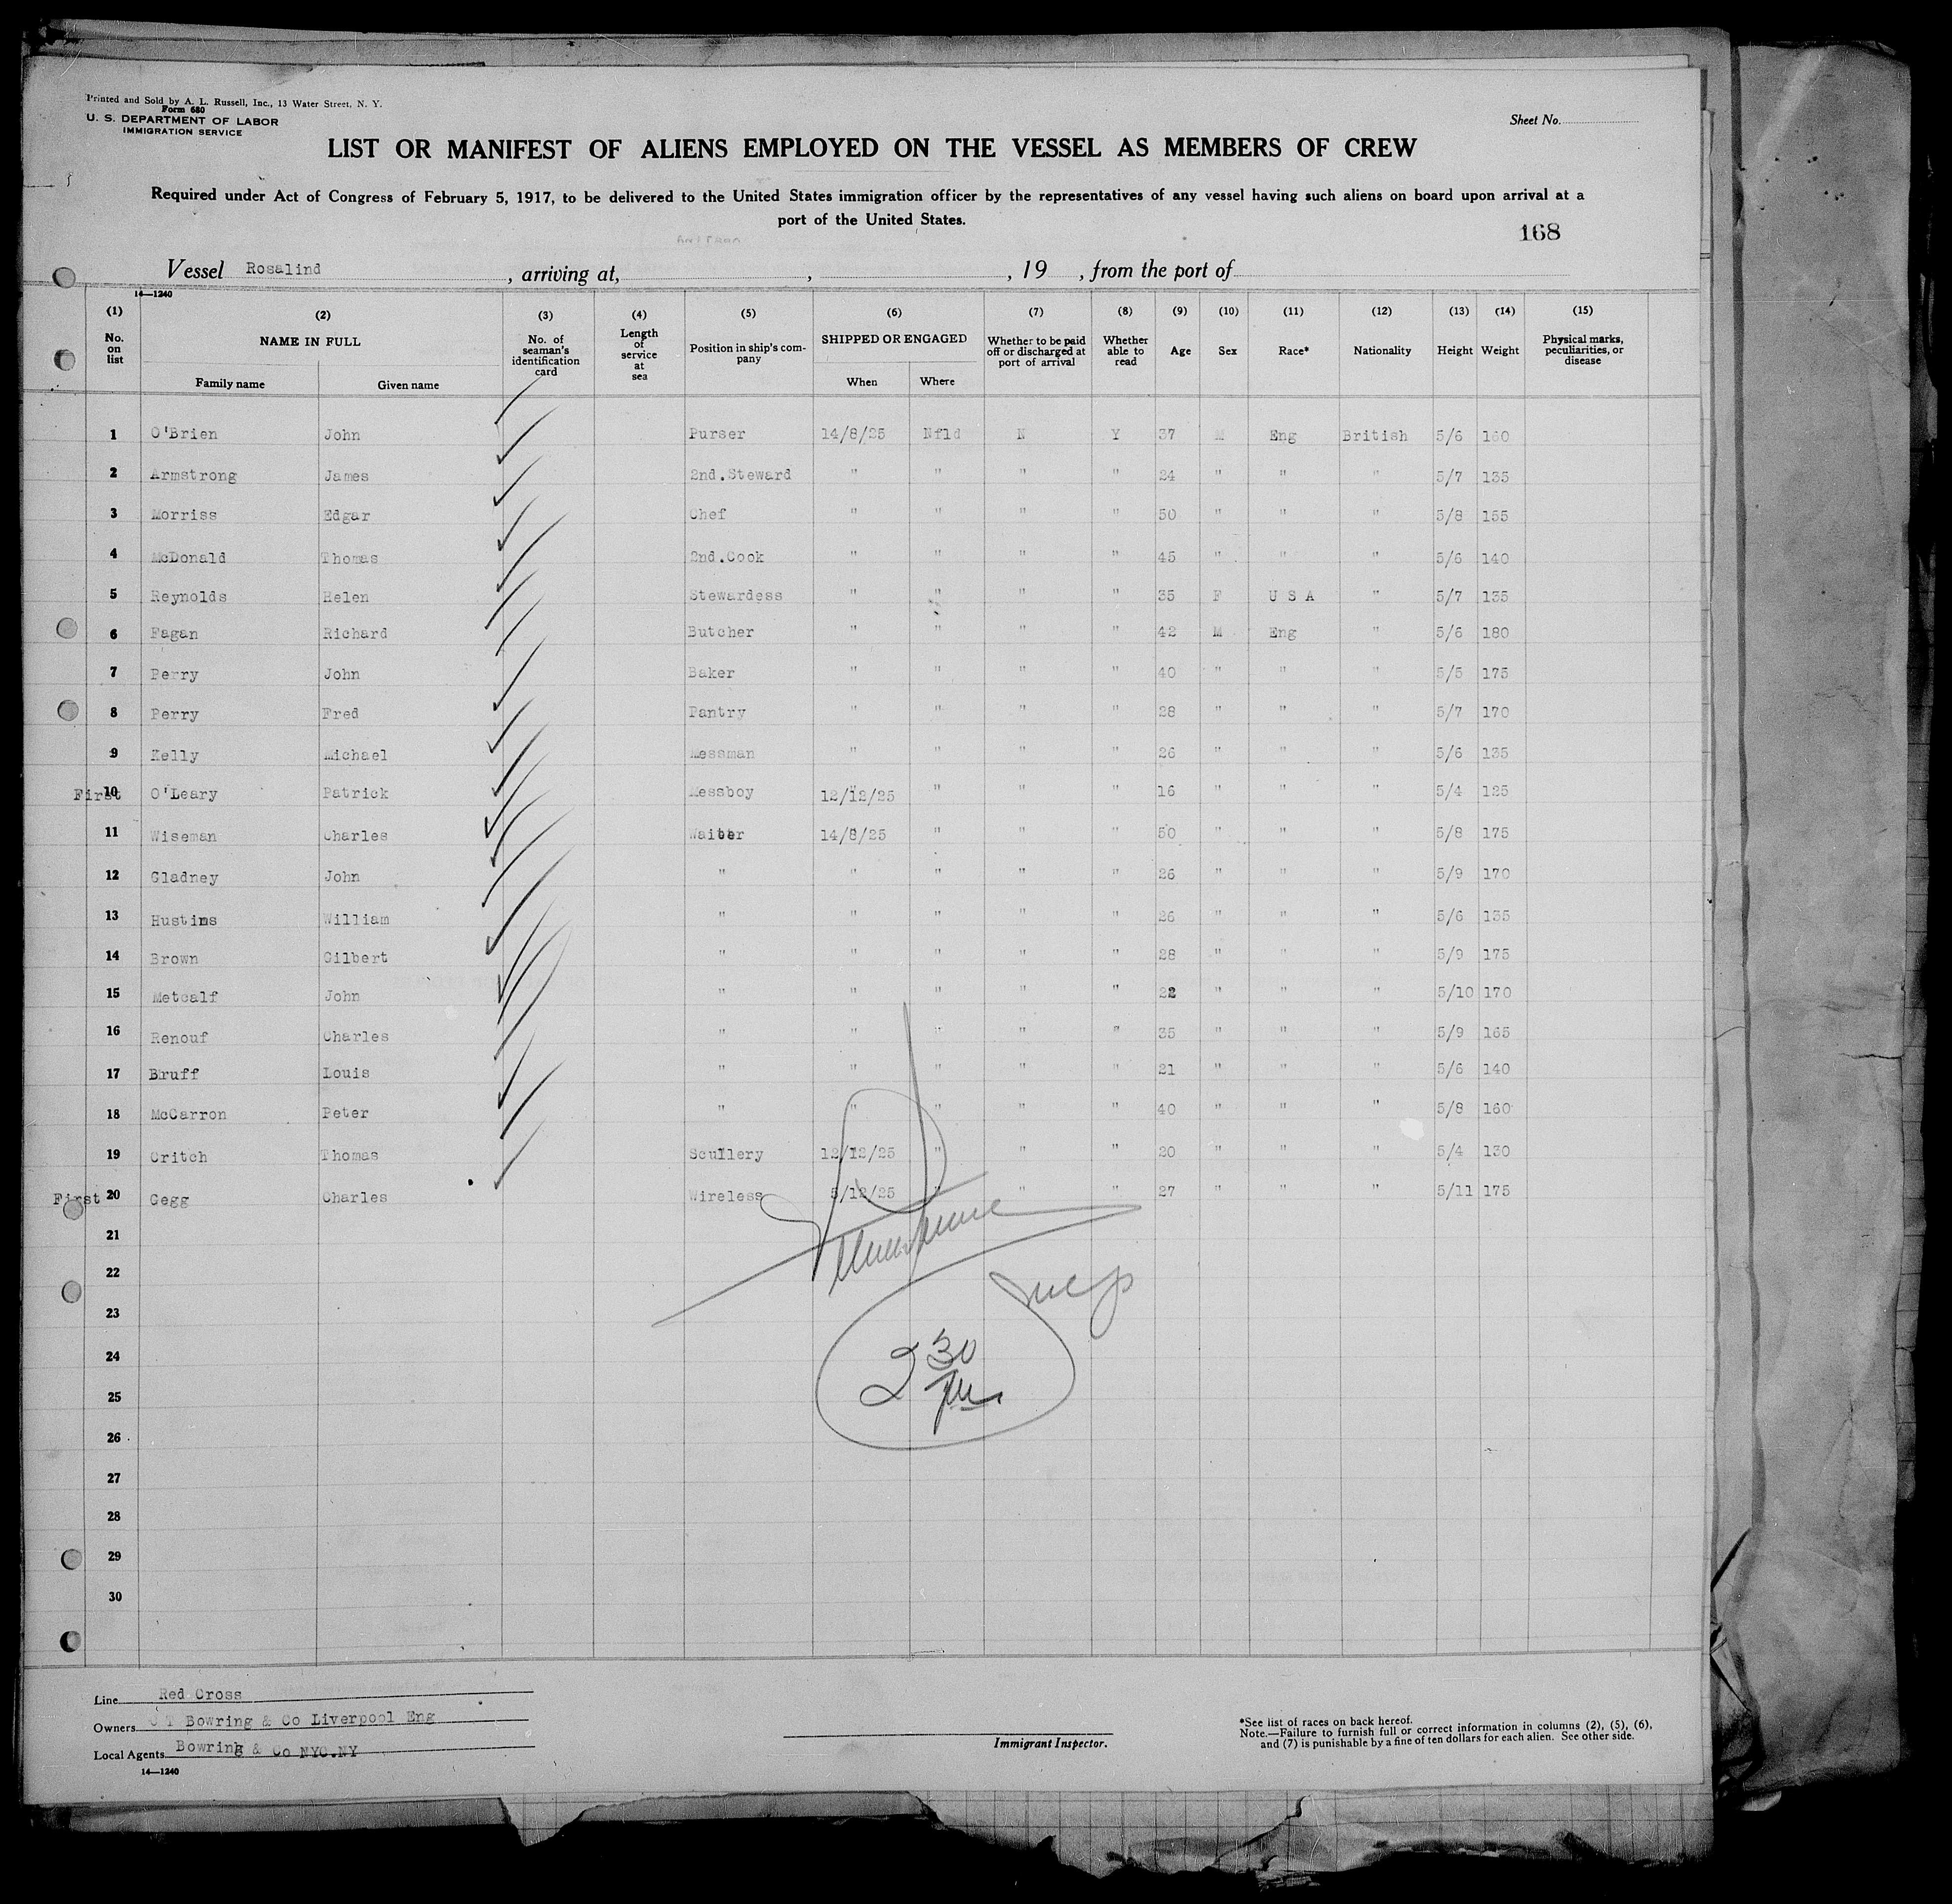 Printed and Sold by A. L. Russell, Inc., 13 Water Street, N. Y.
Form 680
U. S. DEPARTMENT OF LABOR
IMMIGRATION SERVICE
Sheet No.
LIST OR MANIFEST OF ALIENS EMPLOYED ON THE VESSEL AS MEMBERS OF CREW
Required under Act of Congress of February 5, 1917, to be delivered to the United States immigration officer by the representatives of any vessel having such aliens on board upon arrival at a
port of the United States.
168
Vessel Rosalind , arriving at, , , 19 , from the port of
14—1240
(1) (2) (3) (4) (5) (6) (7) (8) (9) (10) (11) (12) (13) (14) (15)
No. on list NAME IN FULL Family name Given name No. of seaman's identification card Length of service at sea Position in ship's company SHIPPED OR ENGAGED When Where Whether to be paid off or discharged at port of arrival Whether able to read Age Sex Race* Nationality Height Weight Physical marks, peculiarities, or disease
1 O'Brien John Purser 14/8/25 Nfld N Y 37 M Eng British 5/6 160
2 Armstrong James 2nd.Steward " " " " 24 " " " 5/7 135
3 Morriss Edgar Chef " " " " 50 " " " 5/8 155
4 McDonald Thomas 2nd.Cook " " " " 45 " " " 5/6 140
5 Reynolds Helen Stewardess " " " " 35 F U S A " 5/7 135
6 Fagan Richard Butcher " " " " 42 M Eng " 5/6 180
7 Perry John Baker " " " " 40 " " " 5/5 175
8 Perry Fred Pantry " " " " 28 " " " 5/7 170
9 Kelly Michael Messman " " " " 26 " " " 5/6 135
First 10 O'Leary Patrick Messboy 12/12/25 " " " 16 " " " 5/4 125
11 Wiseman Charles Waiter 14/8/25 " " " 50 " " " 5/8 175
12 Gladney John " " " " " 26 " " " 5/9 170
13 Hustins William " " " " " 26 " " " 5/6 135
14 Brown Gilbert " " " " " 28 " " " 5/9 175
15 Metcalf John " " " " " 22 " " " 5/10 170
16 Renouf Charles " " " " " 35 " " " 5/9 165
17 Bruff Louis " " " " " 21 " " " 5/6 140
18 McCarron Peter " " " " " 40 " " " 5/8 160
19 Critch Thomas Scullery 12/12/25 " " " 20 " " " 5/4 130
First 20 Gegg Charles Wireless 5/12/25 " " " 27 " " " 5/11 175
21
22
23
24
25
26
27
28
29
30
2 30
PM
Line Red Cross
Owners C T Bowring & Co Liverpool Eng
Local Agents Bowring & Co NYC.NY
14—1240
Immigrant Inspector.
*See list of races on back hereof.
Note.—Failure to furnish full or correct information in columns (2), (5), (6),
and (7) is punishable by a fine of ten dollars for each alien. See other side.